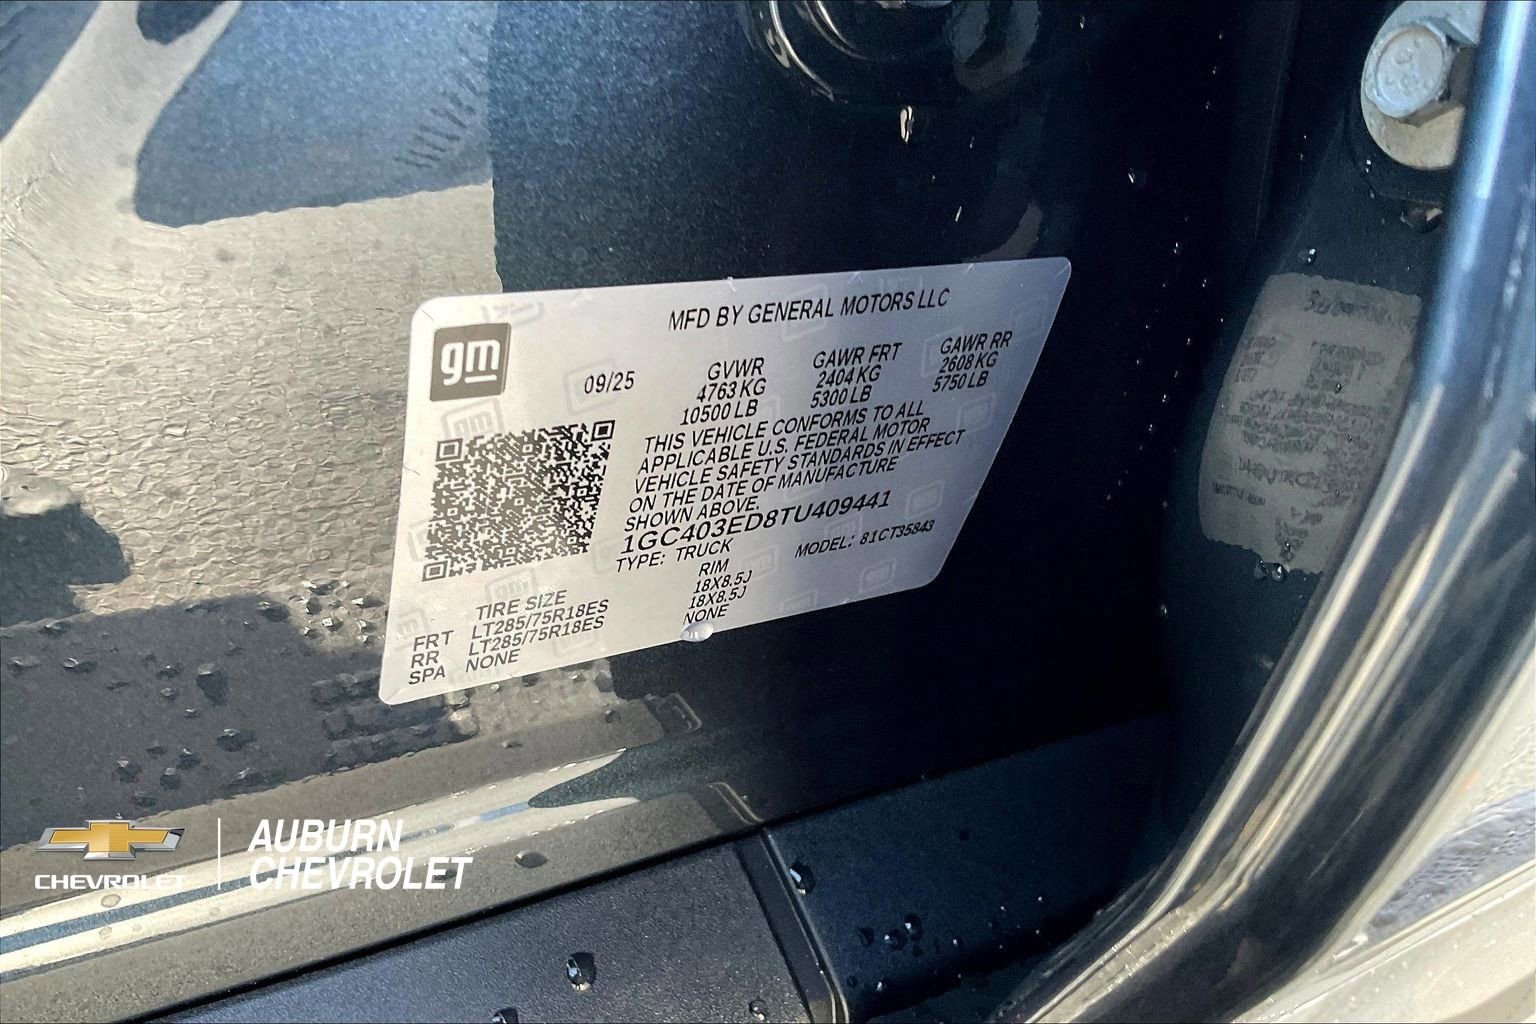 MFD BY GENERAL MOTORS LLC
gm
09/25
GVWR GAWR FRT GAWR RR
4763 KG 2404 KG 2608 KG
10500 LB 5300 LB 5750 LB
THIS VEHICLE CONFORMS TO ALL
APPLICABLE U.S. FEDERAL MOTOR
VEHICLE SAFETY STANDARDS IN EFFECT
ON THE DATE OF MANUFACTURE
SHOWN ABOVE.
1GC403ED8TU409441
TYPE: TRUCK MODEL: 81CT35843
TIRE SIZE RIM
FRT LT285/75R18ES 18X8.5J
RR LT285/75R18ES 18X8.5J
SPA NONE NONE
CHEVROLET
AUBURN
CHEVROLET